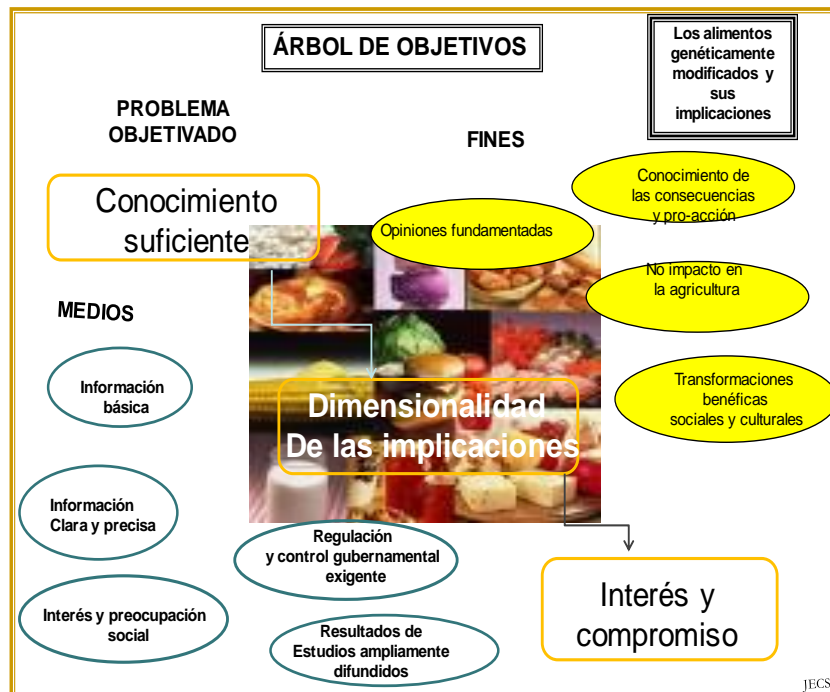 ÁRBOL DE OBJETIVOS
Los alimentos
genéticamente
modificados y
sus
implicaciones
PROBLEMA
OBJETIVADO
FINES
Conocimiento
suficiente
Opiniones fundamentadas
Conocimiento de
las consecuencias
y pro-acción
No impacto en
la agricultura
MEDIOS
Información
básica
Dimensionalidad
De las implicaciones
Transformaciones
benéficas
sociales y culturales
Información
Clara y precisa
Regulación
y control gubernamental
exigente
Interés y preocupación
social
Resultados de
Estudios ampliamente
difundidos
Interés y
compromiso
JECS